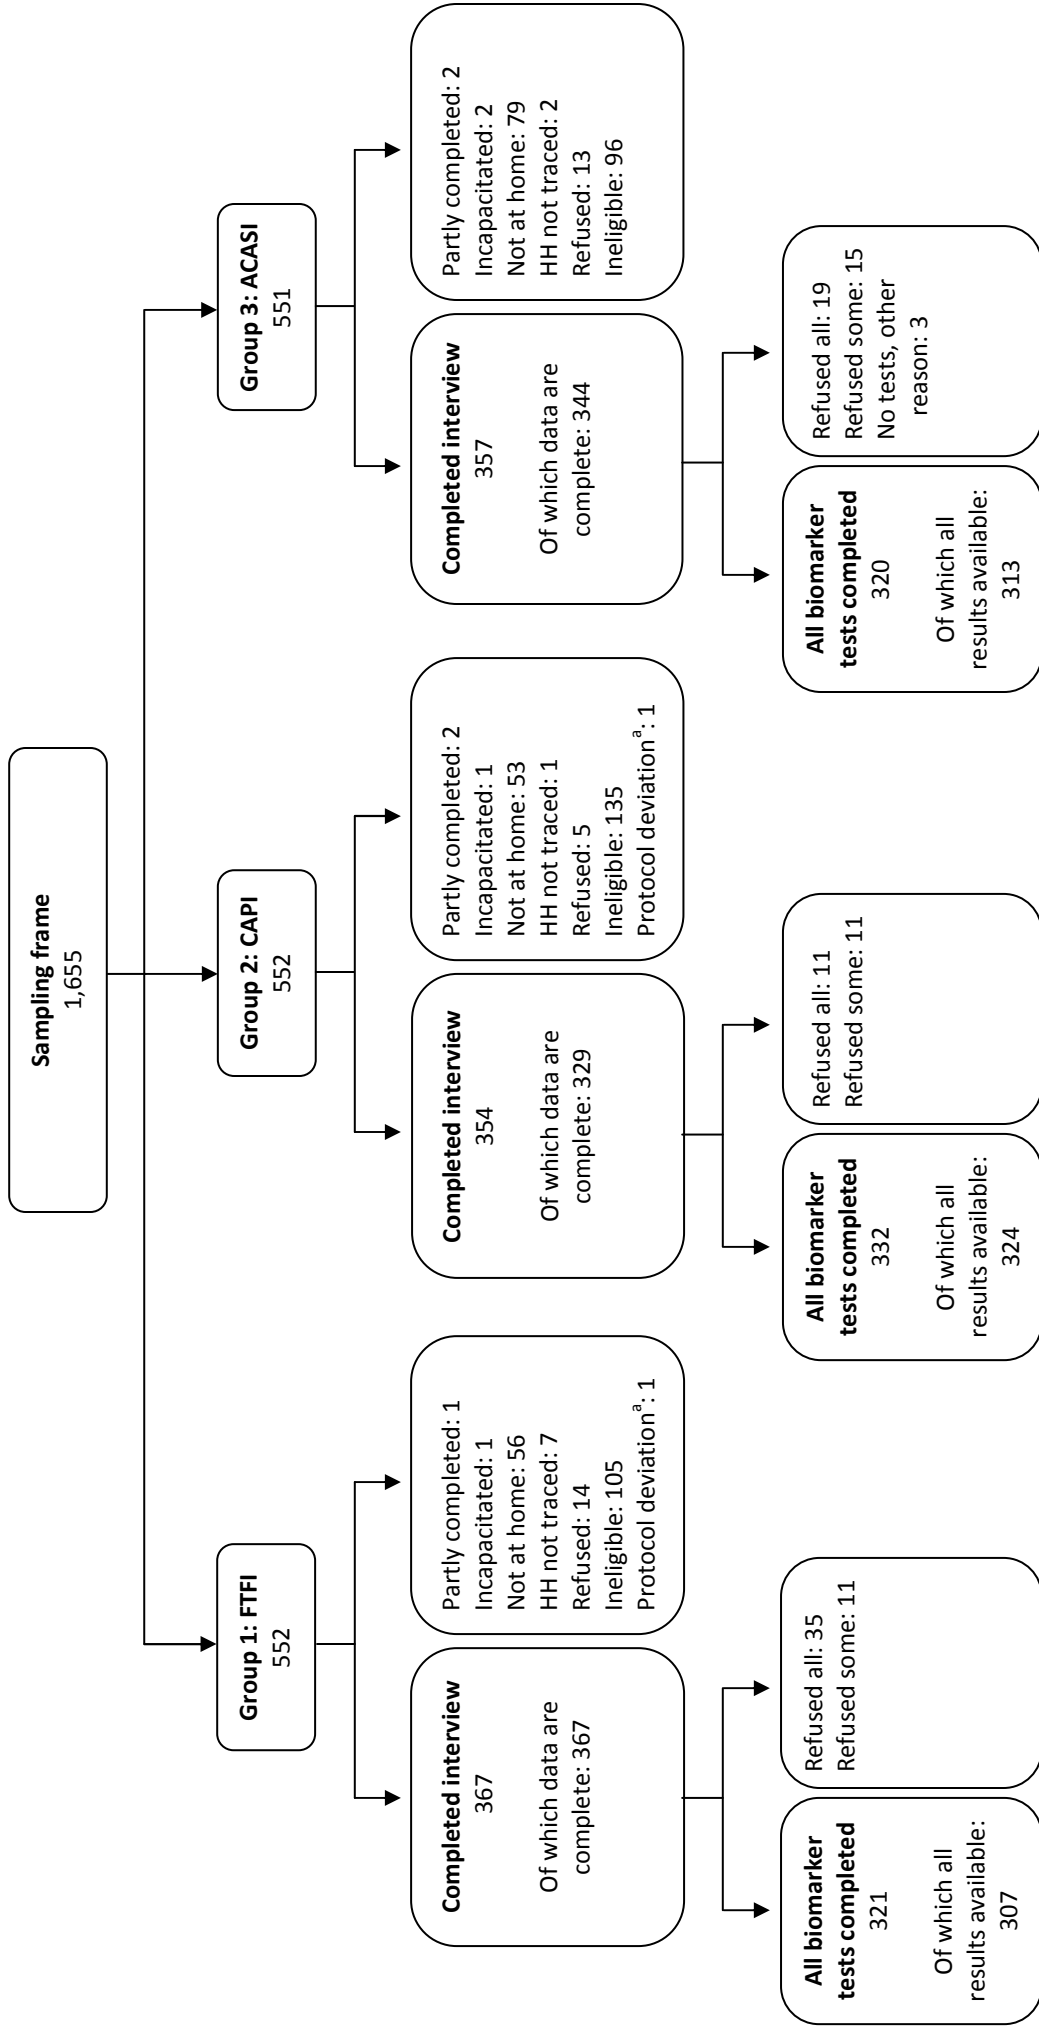 Sampling frame
1,655
Group 1: FTFI
552
Group 2: CAPI
552
Group 3: ACASI
551
Completed interview
367
Of which data are
complete: 367
Partly completed: 1
Incapacitated: 1
Not at home: 56
HH not traced: 7
Refused: 14
Ineligible: 105
Protocol deviationᵃ: 1
Completed interview
354
Of which data are
complete: 329
Partly completed: 2
Incapacitated: 1
Not at home: 53
HH not traced: 1
Refused: 5
Ineligible: 135
Protocol deviationᵃ: 1
Completed interview
357
Of which data are
complete: 344
Partly completed: 2
Incapacitated: 2
Not at home: 79
HH not traced: 2
Refused: 13
Ineligible: 96
All biomarker
tests completed
321
Of which all
results available:
307
Refused all: 35
Refused some: 11
All biomarker
tests completed
332
Of which all
results available:
324
Refused all: 11
Refused some: 11
All biomarker
tests completed
320
Of which all
results available:
313
Refused all: 19
Refused some: 15
No tests, other
reason: 3